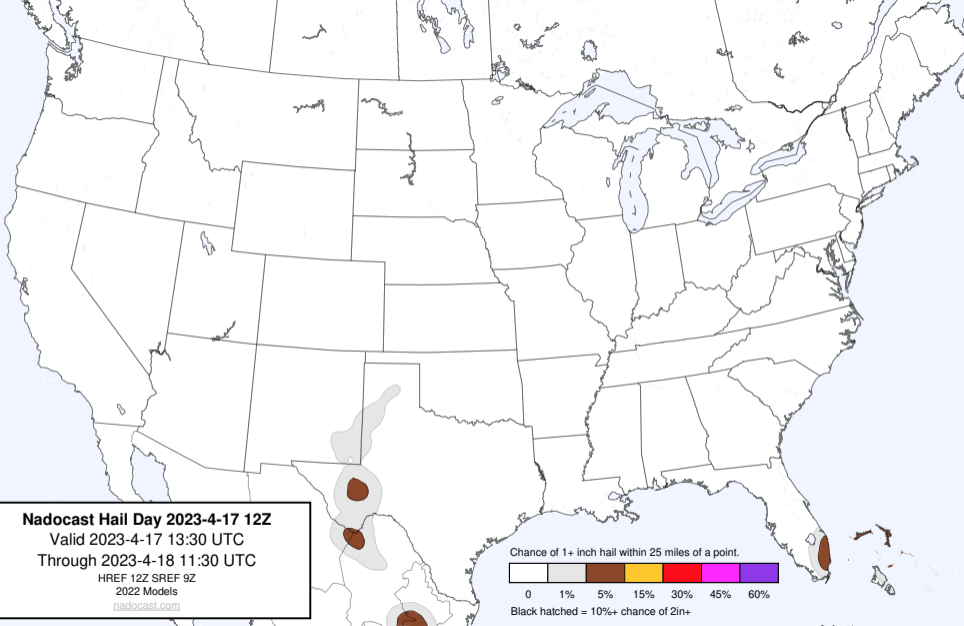 Nadocast Hail Day 2023-4-17 12Z
Valid 2023-4-17 13:30 UTC
Through 2023-4-18 11:30 UTC
HREF 12Z SREF 9Z
2022 Models
nadocast.com
Chance of 1+ inch hail within 25 miles of a point.
0 1% 5% 15% 30% 45% 60%
Black hatched = 10%+ chance of 2in+